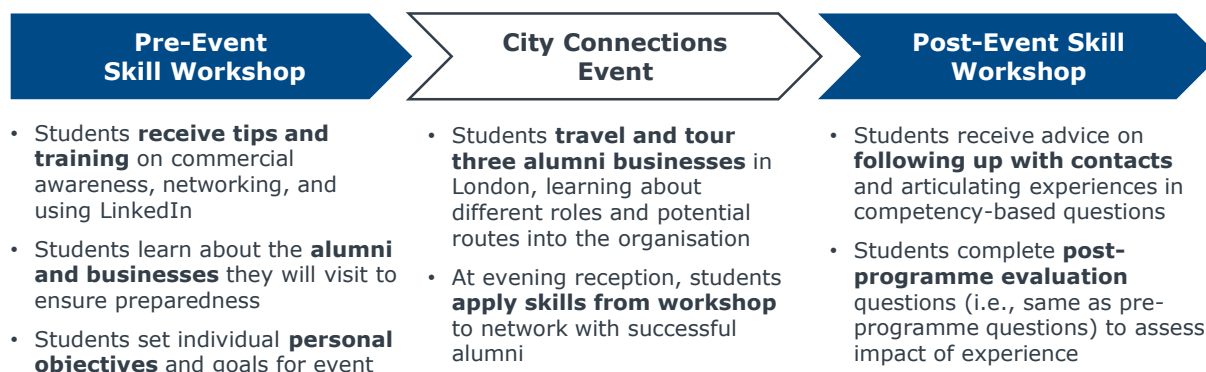 Pre-Event
Skill Workshop
• Students receive tips and
training on commercial
awareness, networking, and
using LinkedIn
• Students learn about the alumni
and businesses they will visit to
ensure preparedness
• Students set individual personal
objectives and goals for event
City Connections
Event
• Students travel and tour
three alumni businesses in
London, learning about
different roles and potential
routes into the organisation
• At evening reception, students
apply skills from workshop
to network with successful
alumni
Post-Event Skill
Workshop
• Students receive advice on
following up with contacts
and articulating experiences in
competency-based questions
• Students complete post-
programme evaluation
questions (i.e., same as pre-
programme questions) to assess
impact of experience